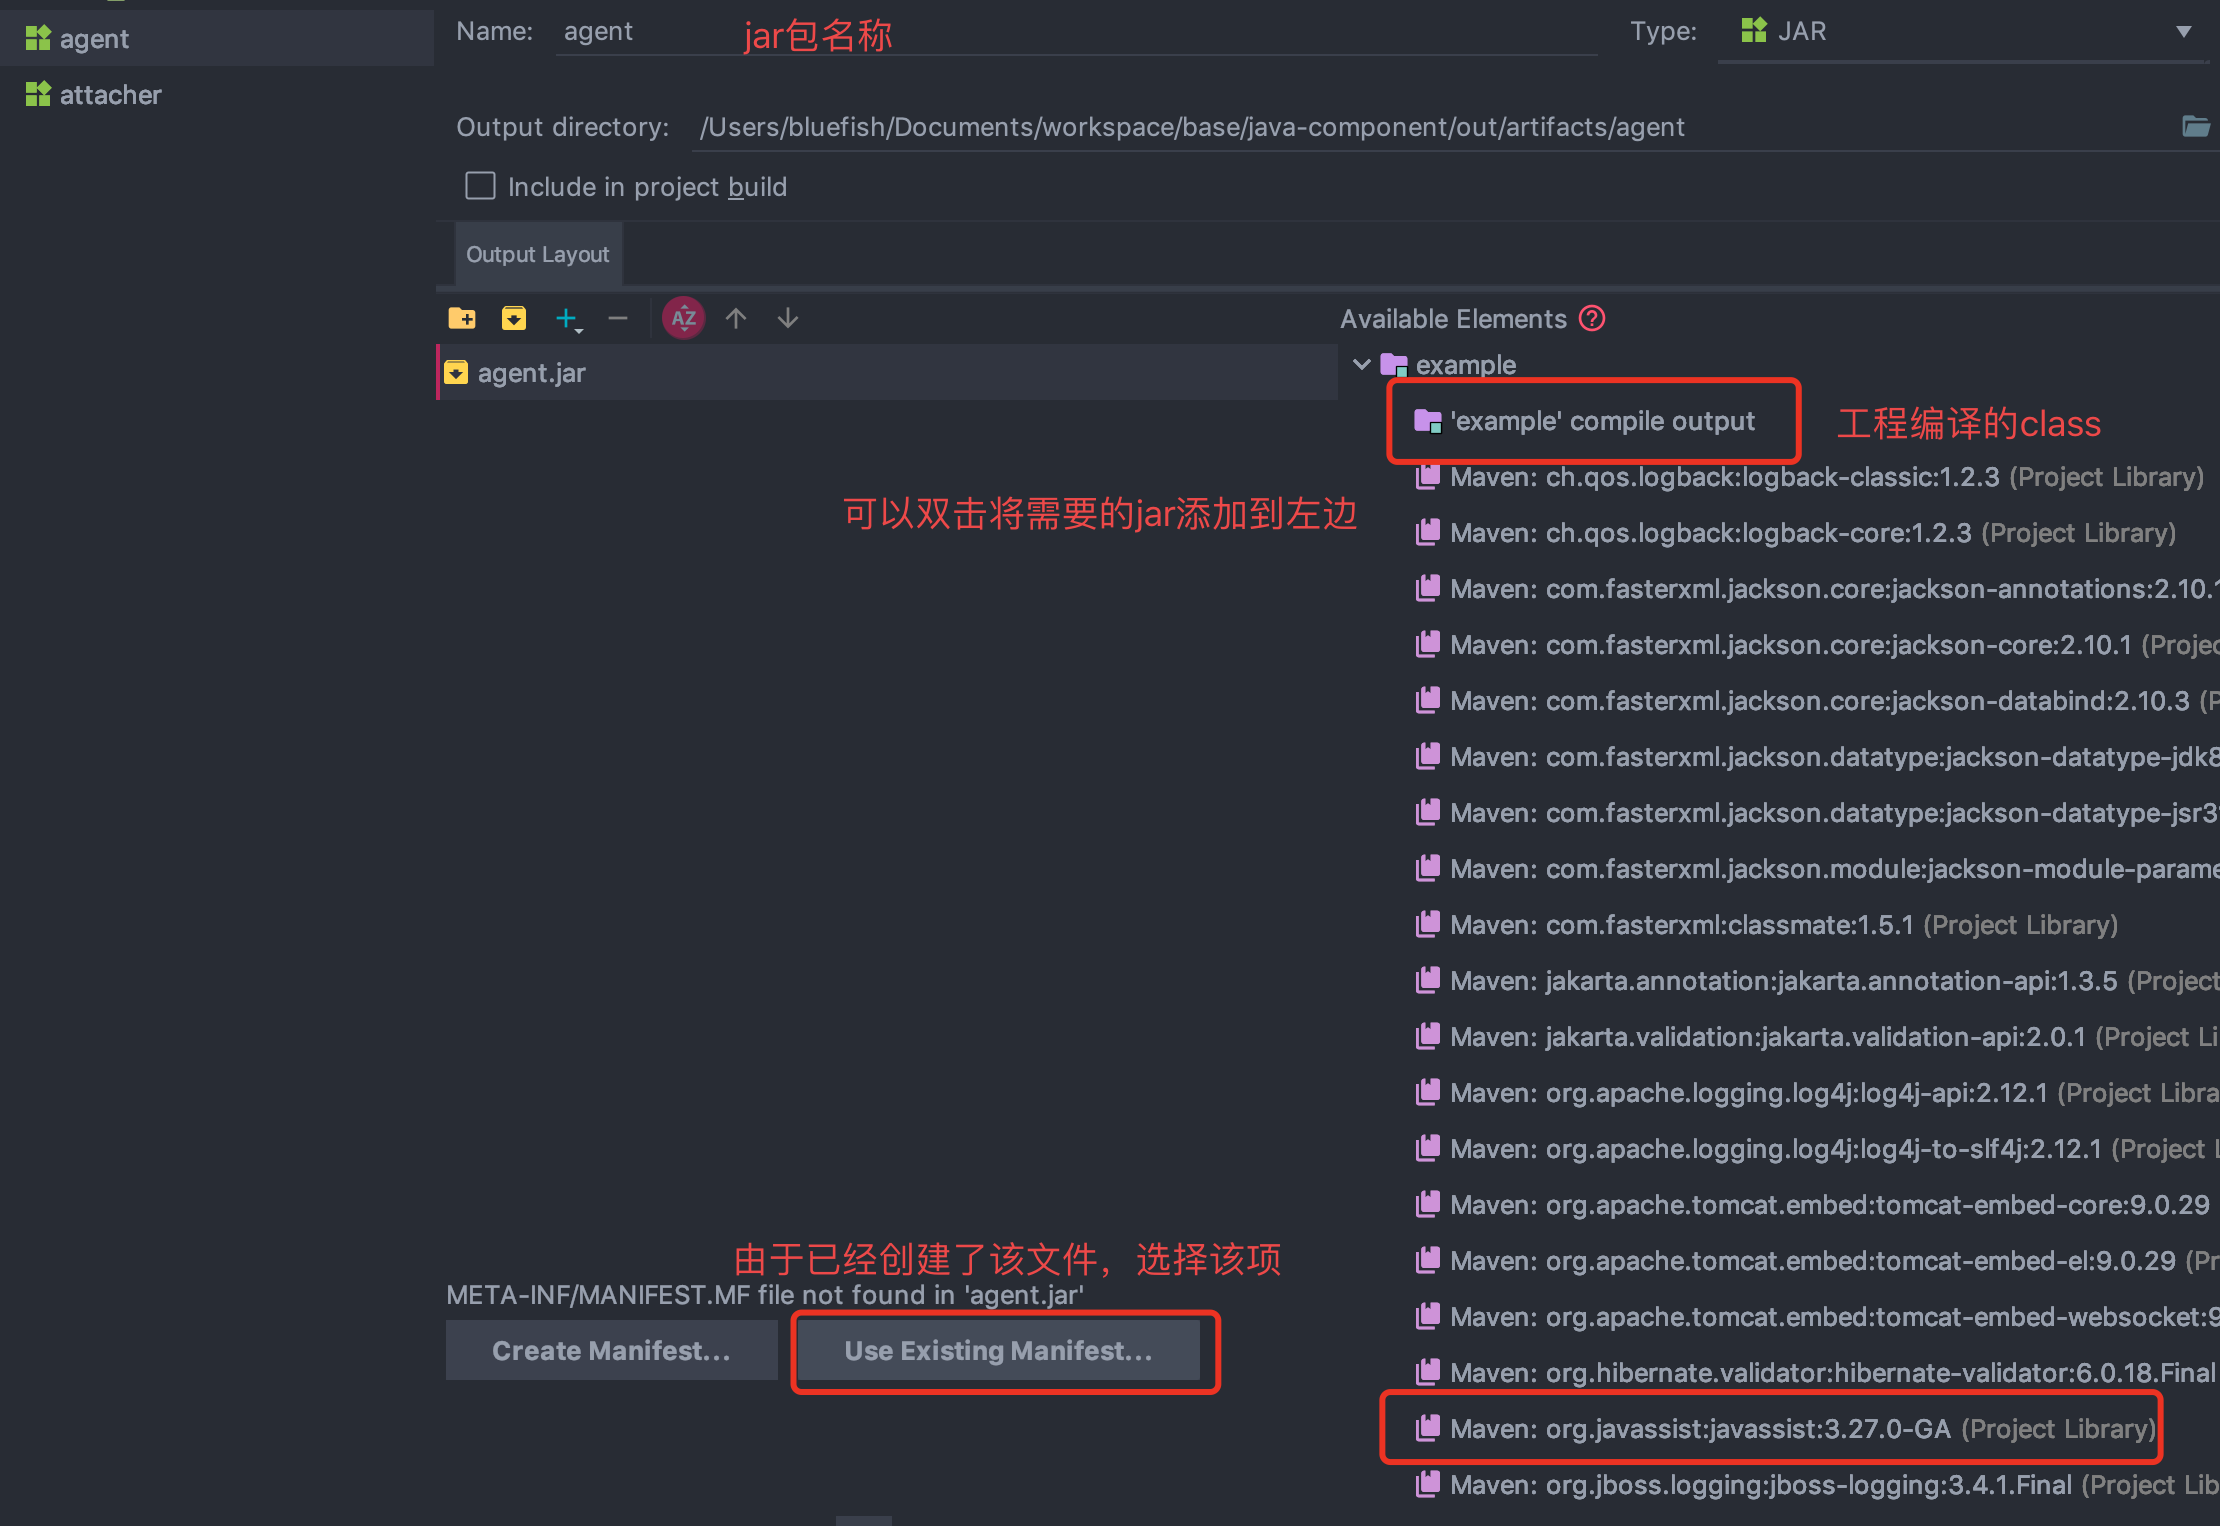 agent
attacher
Name: agent jar包名称 Type: JAR
Output directory: /Users/bluefish/Documents/workspace/base/java-component/out/artifacts/agent
Include in project build
Output Layout
AZ
Available Elements ?
agent.jar
example
'example' compile output 工程编译的class
Maven: ch.qos.logback:logback-classic:1.2.3 (Project Library)
可以双击将需要的jar添加到左边
Maven: ch.qos.logback:logback-core:1.2.3 (Project Library)
Maven: com.fasterxml.jackson.core:jackson-annotations:2.10.1
Maven: com.fasterxml.jackson.core:jackson-core:2.10.1 (Projec
Maven: com.fasterxml.jackson.core:jackson-databind:2.10.3 (P
Maven: com.fasterxml.jackson.datatype:jackson-datatype-jdk8
Maven: com.fasterxml.jackson.datatype:jackson-datatype-jsr3
Maven: com.fasterxml.jackson.module:jackson-module-parame
Maven: com.fasterxml:classmate:1.5.1 (Project Library)
Maven: jakarta.annotation:jakarta.annotation-api:1.3.5 (Project
Maven: jakarta.validation:jakarta.validation-api:2.0.1 (Project Li
Maven: org.apache.logging.log4j:log4j-api:2.12.1 (Project Libra
Maven: org.apache.logging.log4j:log4j-to-slf4j:2.12.1 (Project L
Maven: org.apache.tomcat.embed:tomcat-embed-core:9.0.29
Maven: org.apache.tomcat.embed:tomcat-embed-el:9.0.29 (Pr
Maven: org.apache.tomcat.embed:tomcat-embed-websocket:9
Maven: org.hibernate.validator:hibernate-validator:6.0.18.Final
Maven: org.javassist:javassist:3.27.0-GA (Project Library)
Maven: org.jboss.logging:jboss-logging:3.4.1.Final (Project Lib
由于已经创建了该文件，选择该项
META-INF/MANIFEST.MF file not found in 'agent.jar'
Create Manifest...
Use Existing Manifest...